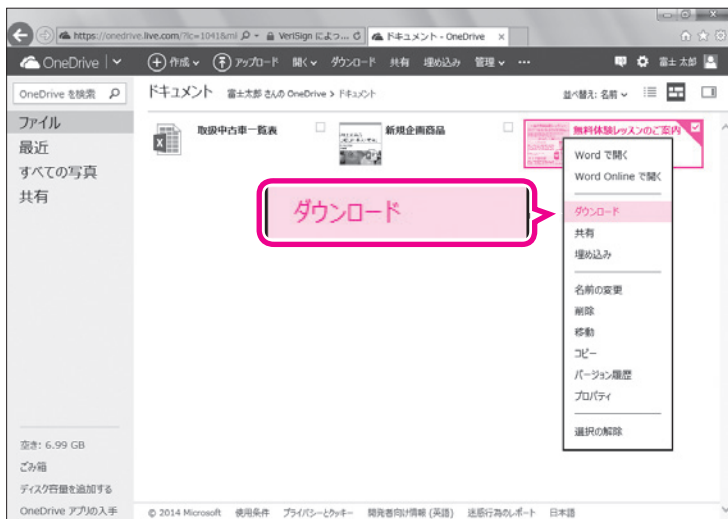 https://onedrive.live.com/?lc=1041&mi
VeriSign によっ...
ドキュメント - OneDrive
OneDrive
作成
アップロード
開く
ダウンロード
共有
埋め込み
管理
富士 太郎
OneDrive を検索
ドキュメント
富士太郎 さんの OneDrive > ドキュメント
並べ替え: 名前
ファイル
最近
すべての写真
共有
取扱中古車一覧表
新規企画商品
無料体験レッスンのご案内
Word で開く
Word Online で開く
ダウンロード
ダウンロード
共有
埋め込み
名前の変更
削除
移動
コピー
バージョン履歴
プロパティ
選択の解除
空き: 6.99 GB
ごみ箱
ディスク容量を追加する
OneDrive アプリの入手
© 2014 Microsoft 使用条件 プライバシーとクッキー 開発者向け情報 (英語) 迷惑行為のレポート 日本語